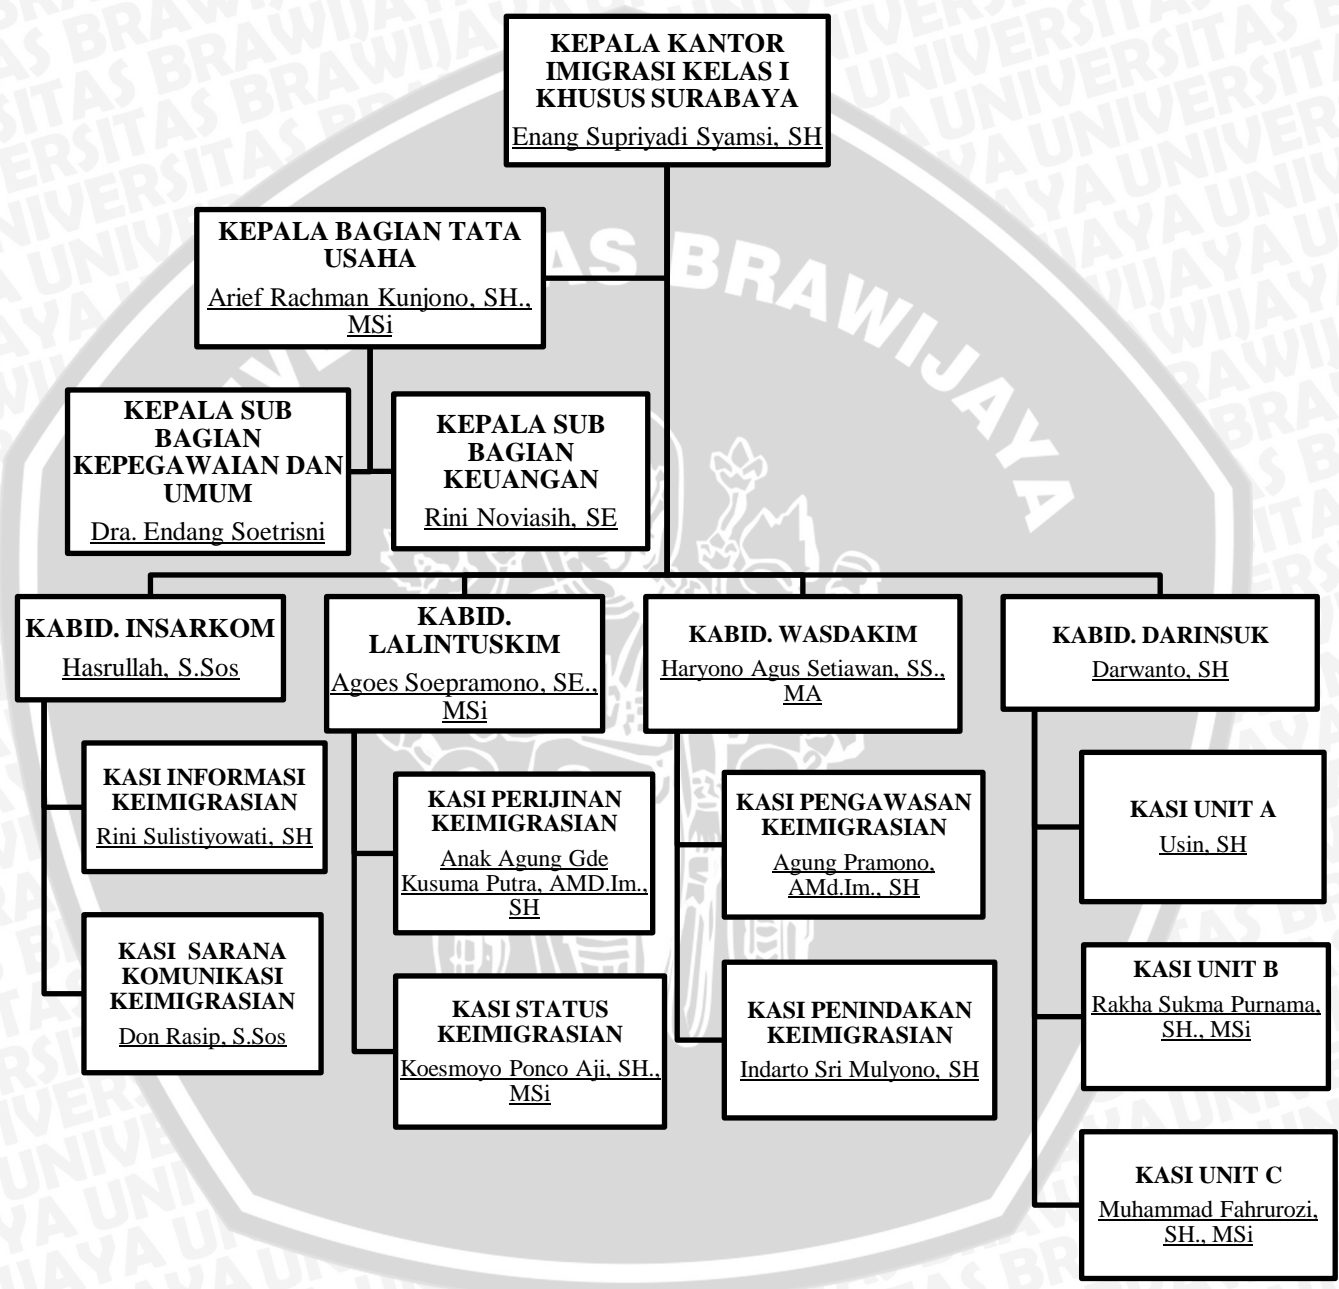 KEPALA KANTOR
IMIGRASI KELAS I
KHUSUS SURABAYA
Enang Supriyadi Syamsi, SH
KEPALA BAGIAN TATA
USAHA
Arief Rachman Kunjono, SH.,
MSi
KEPALA SUB
BAGIAN
KEPEGAWAIAN DAN
UMUM
Dra. Endang Soetrisni
KEPALA SUB
BAGIAN
KEUANGAN
Rini Noviasih, SE
KABID. INSARKOM
Hasrullah, S.Sos
KASI INFORMASI
KEIMIGRASIAN
Rini Sulistiyowati, SH
KASI SARANA
KOMUNIKASI
KEIMIGRASIAN
Don Rasip, S.Sos
KABID.
LALINTUSKIM
Agoes Soepramono, SE.,
MSi
KASI PERIJINAN
KEIMIGRASIAN
Anak Agung Gde
Kusuma Putra, AMD.Im.,
SH
KASI STATUS
KEIMIGRASIAN
Koesmoyo Ponco Aji, SH.,
MSi
KABID. WASDAKIM
Haryono Agus Setiawan, SS.,
MA
KASI PENGAWASAN
KEIMIGRASIAN
Agung Pramono,
AMd.Im., SH
KASI PENINDAKAN
KEIMIGRASIAN
Indarto Sri Mulyono, SH
KABID. DARINSUK
Darwanto, SH
KASI UNIT A
Usin, SH
KASI UNIT B
Rakha Sukma Purnama,
SH., MSi
KASI UNIT C
Muhammad Fahrurozi,
SH., MSi